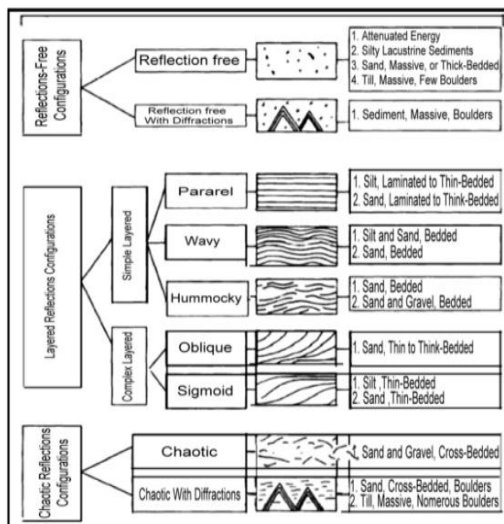 Reflections-Free
Configurations
Reflection free
1. Attenuated Energy
2. Silty Lacustrine Sediments
3. Sand, Massive, or Thick-Bedded
4. Till, Massive, Few Boulders
Reflection free
With Diffractions
1. Sediment, Massive, Boulders
Layered Reflections Configurations
Simple Layered
Pararel
1. Silt, Laminated to Thin-Bedded
2. Sand, Laminated to Think-Bedded
Wavy
1. Silt and Sand, Bedded
2. Sand, Bedded
Hummocky
1. Sand, Bedded
2. Sand and Gravel, Bedded
Complex Layered
Oblique
1. Sand, Thin to Think-Bedded
Sigmoid
1. Silt ,Thin-Bedded
2. Sand ,Thin-Bedded
Chaotic Reflections
Configurations
Chaotic
. Sand and Gravel, Cross-Bedded
Chaotic With Diffractions
1. Sand, Cross-Bedded, Boulders
2. Till, Massive, Nomerous Boulders